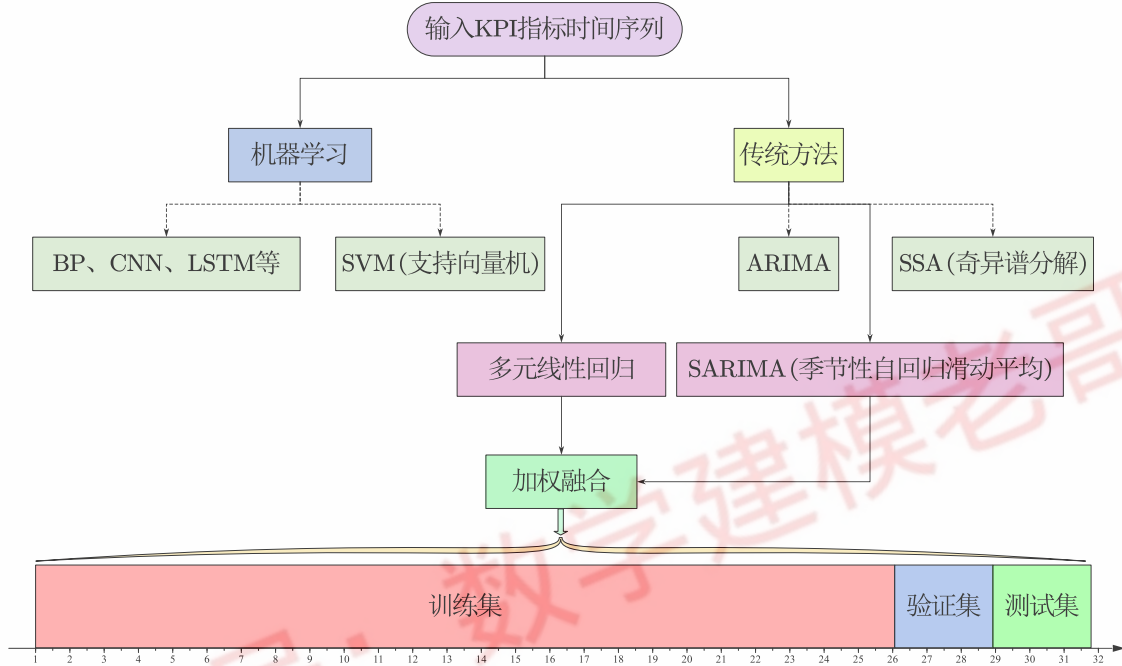 输入KPI指标时间序列
机器学习
传统方法
BP、CNN、LSTM等
SVM(支持向量机)
ARIMA
SSA(奇异谱分解)
多元线性回归
SARIMA(季节性自回归滑动平均)
加权融合
训练集
验证集
测试集
1 2 3 4 5 6 7 8 9 10 11 12 13 14 15 16 17 18 19 20 21 22 23 24 25 26 27 28 29 30 31 32
：数学建模老哥